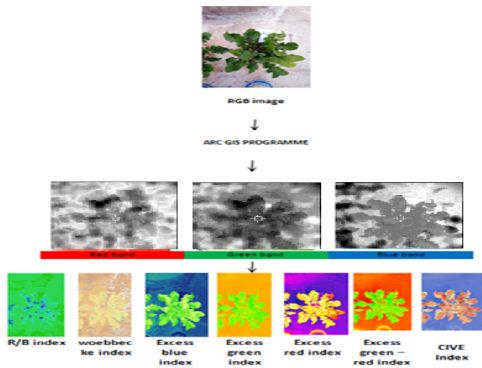 RGB image
ARC GIS PROGRAMME
Red band Green band Blue band
R/B index woebbec Excess Excess Excess Excess CIVE
ke index blue green red index green – Index
index index red index